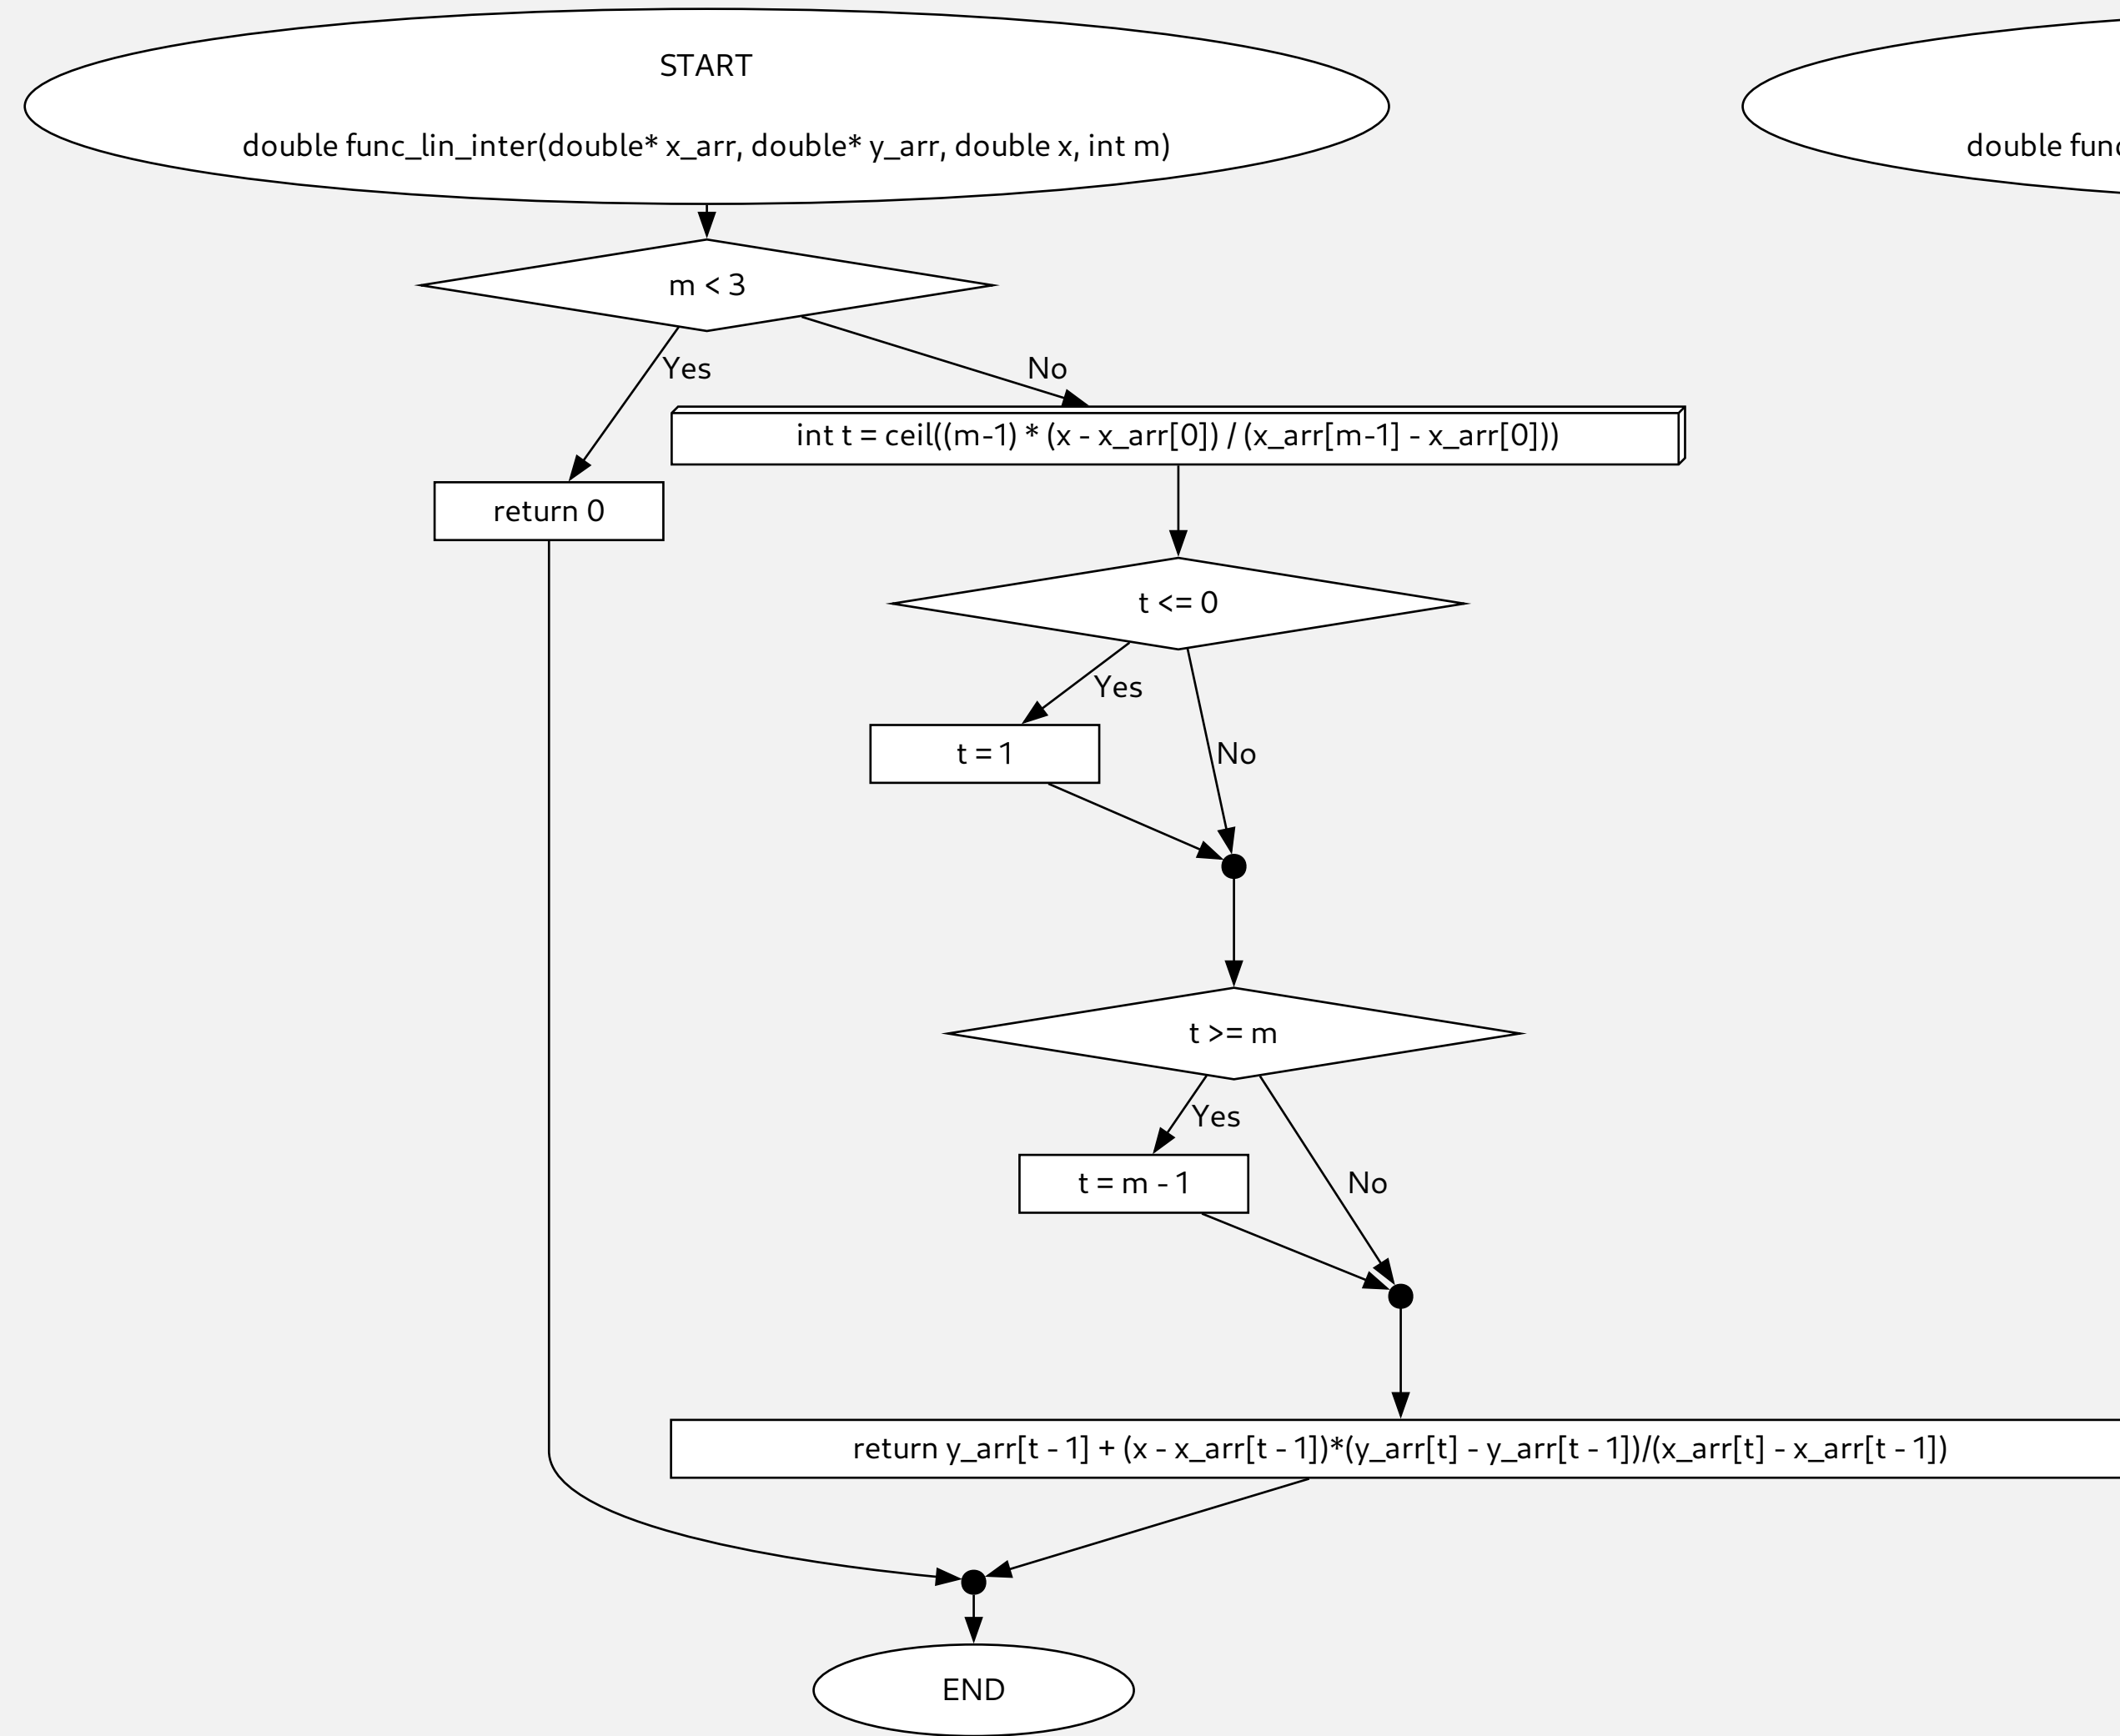 START
double func_lin_inter(double* x_arr, double* y_arr, double x, int m)
double func
m < 3
Yes
No
int t = ceil((m-1) * (x - x_arr[0]) / (x_arr[m-1] - x_arr[0]))
return 0
t <= 0
Yes
t = 1
No
t >= m
Yes
t = m - 1
No
return y_arr[t - 1] + (x - x_arr[t - 1])*(y_arr[t] - y_arr[t - 1])/(x_arr[t] - x_arr[t - 1])
END